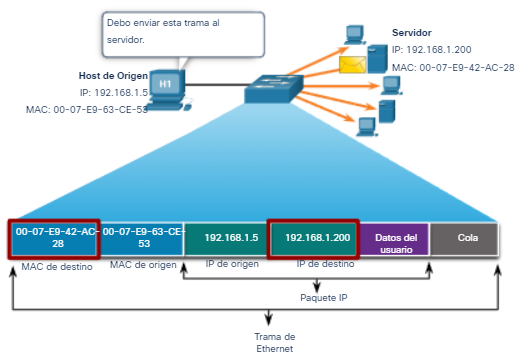 Debo enviar esta trama al
servidor.
Servidor
IP: 192.168.1.200
MAC: 00-07-E9-42-AC-28
Host de Origen
IP: 192.168.1.5
MAC: 00-07-E9-63-CE-53
H1
00-07-E9-42-AC-
28
00-07-E9-63-CE-
53
192.168.1.5
192.168.1.200
Datos del
usuario
Cola
MAC de destino
MAC de origen
IP de origen
IP de destino
Paquete IP
Trama de
Ethernet